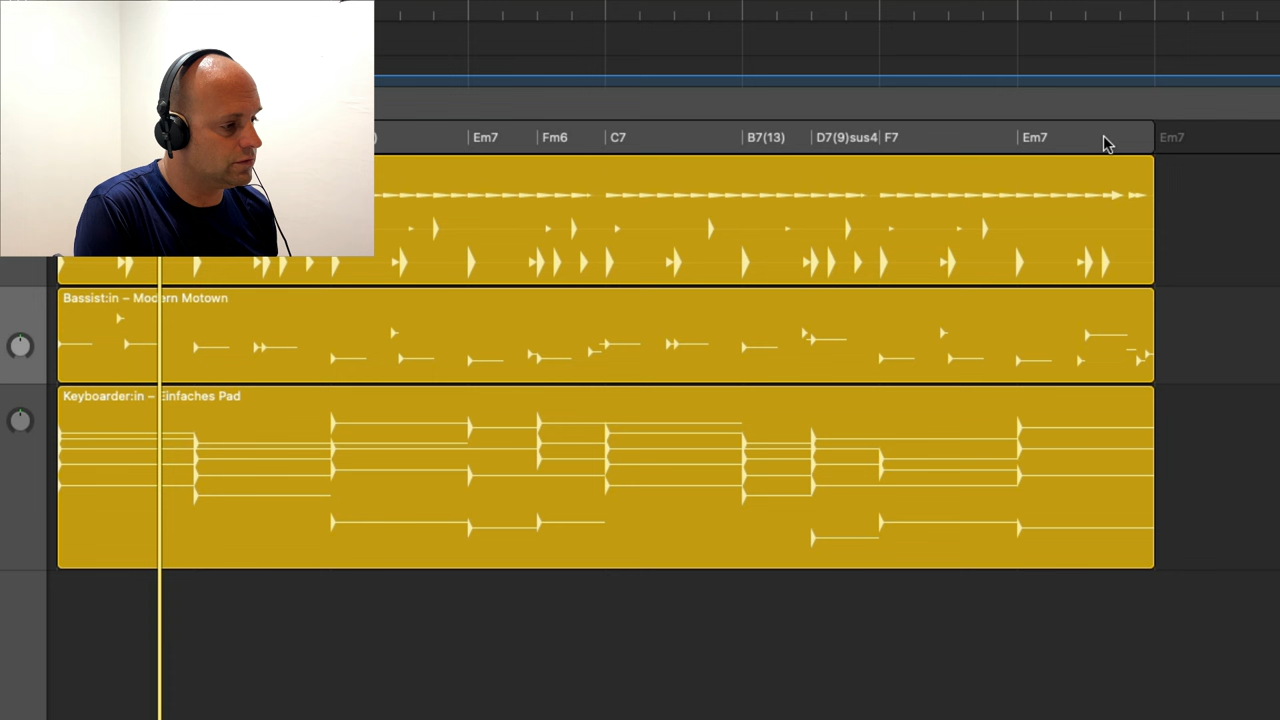 ) Em7 Fm6 C7 B7(13) D7(9)sus4 F7 Em7 Em7
Bassist:in – Modern Motown
Keyboarder:in – Einfaches Pad